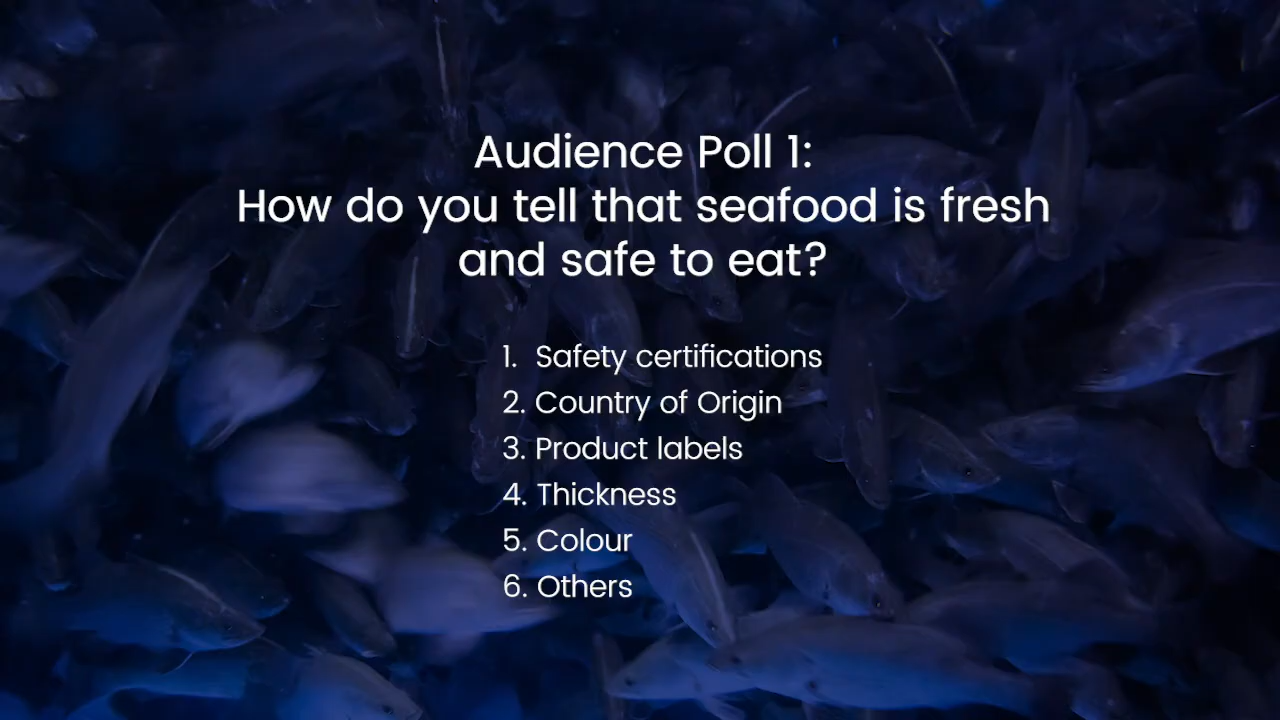 Audience Poll 1:
How do you tell that seafood is fresh
and safe to eat?
1. Safety certifications
2. Country of Origin
3. Product labels
4. Thickness
5. Colour
6. Others